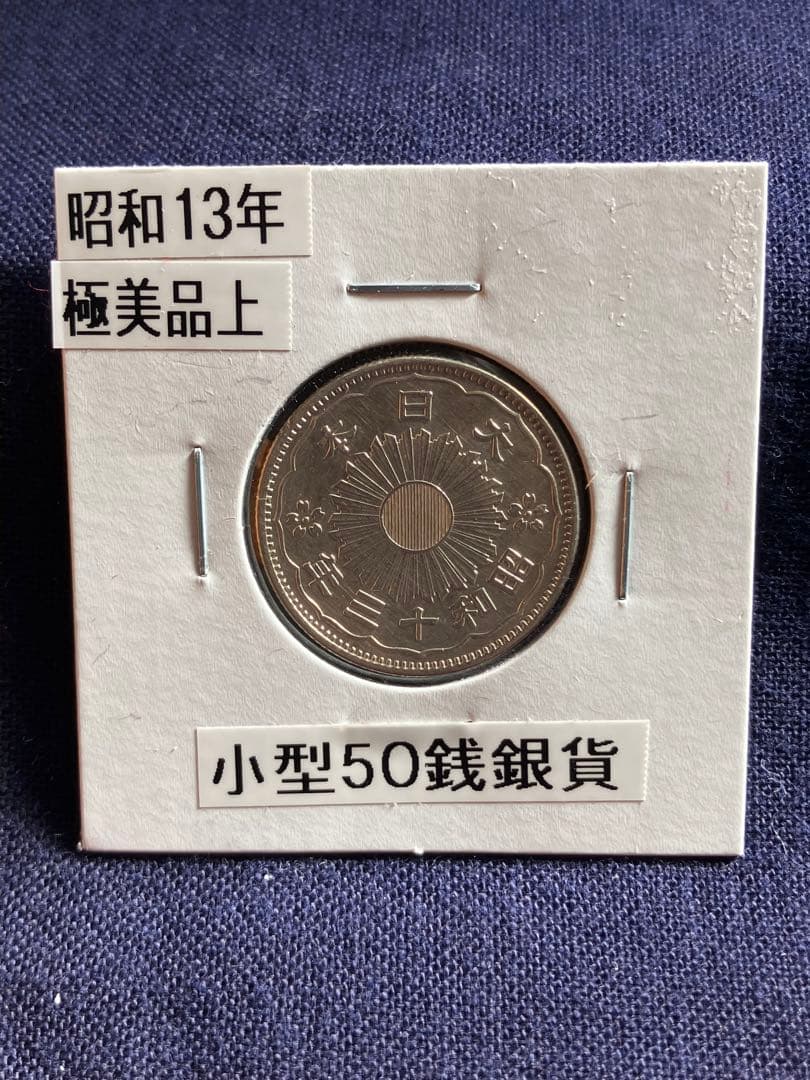 昭和13年
極美品上
大日本
昭和十三年
小型50銭銀貨